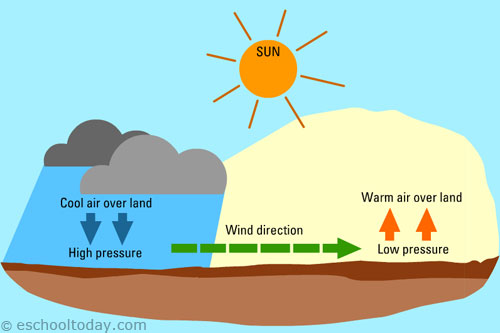 SUN
Cool air over land
Warm air over land
Wind direction
High pressure
Low pressure
© eschooltoday.com